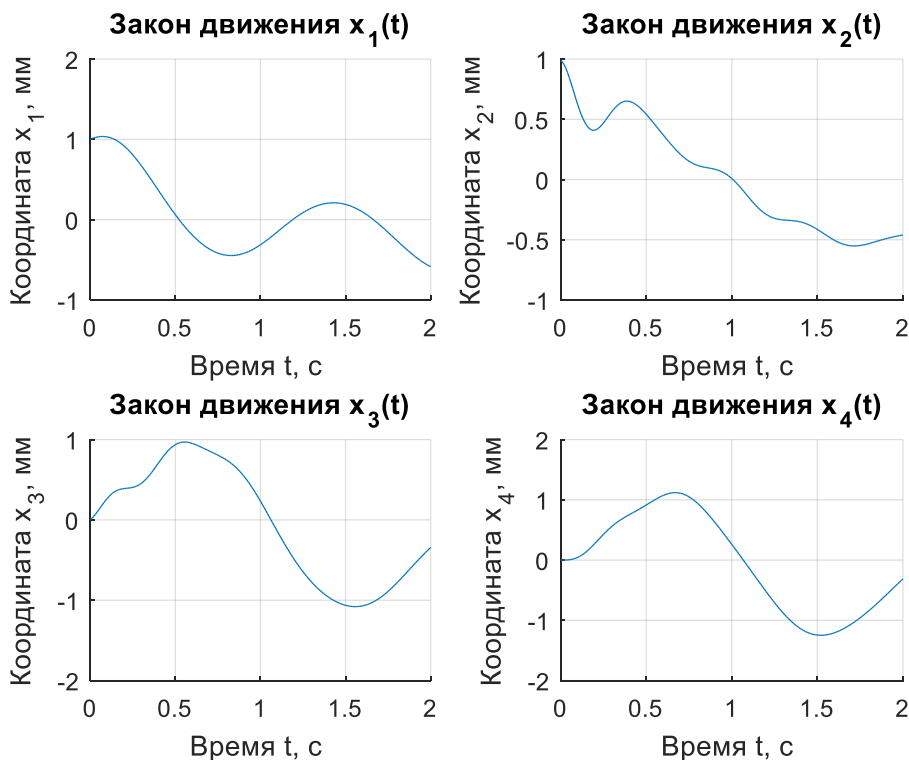 Закон движения x₁(t)
Координата x₁, мм
2
1
0
-1
0 0.5 1 1.5 2
Время t, с
Закон движения x₂(t)
Координата x₂, мм
1
0.5
0
-0.5
-1
0 0.5 1 1.5 2
Время t, с
Закон движения x₃(t)
Координата x₃, мм
1
0
-1
-2
0 0.5 1 1.5 2
Время t, с
Закон движения x₄(t)
Координата x₄, мм
2
1
0
-1
-2
0 0.5 1 1.5 2
Время t, с